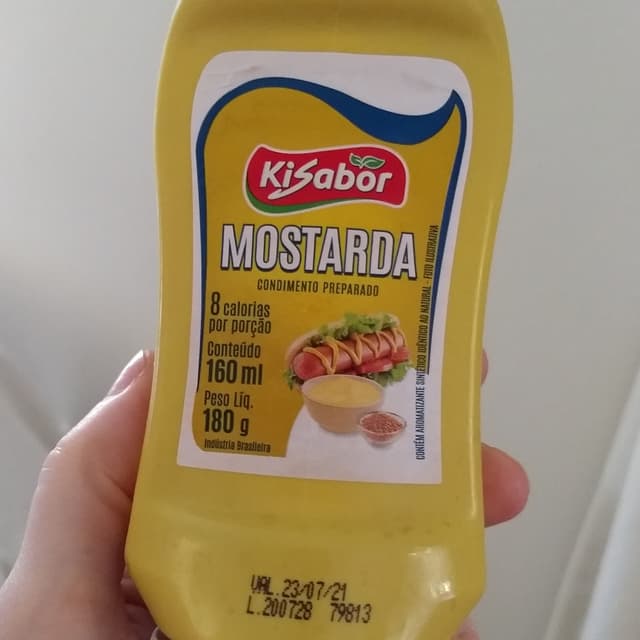 KiSabor
MOSTARDA
CONDIMENTO PREPARADO
8 calorias
por porção
Conteúdo
160 ml
Peso Líq.
180 g
Indústria Brasileira
CONTÉM AROMATIZANTE SINTÉTICO IDÊNTICO AO NATURAL - FOTO ILUSTRATIVA
VAL.23/07/21
L.200728 79813